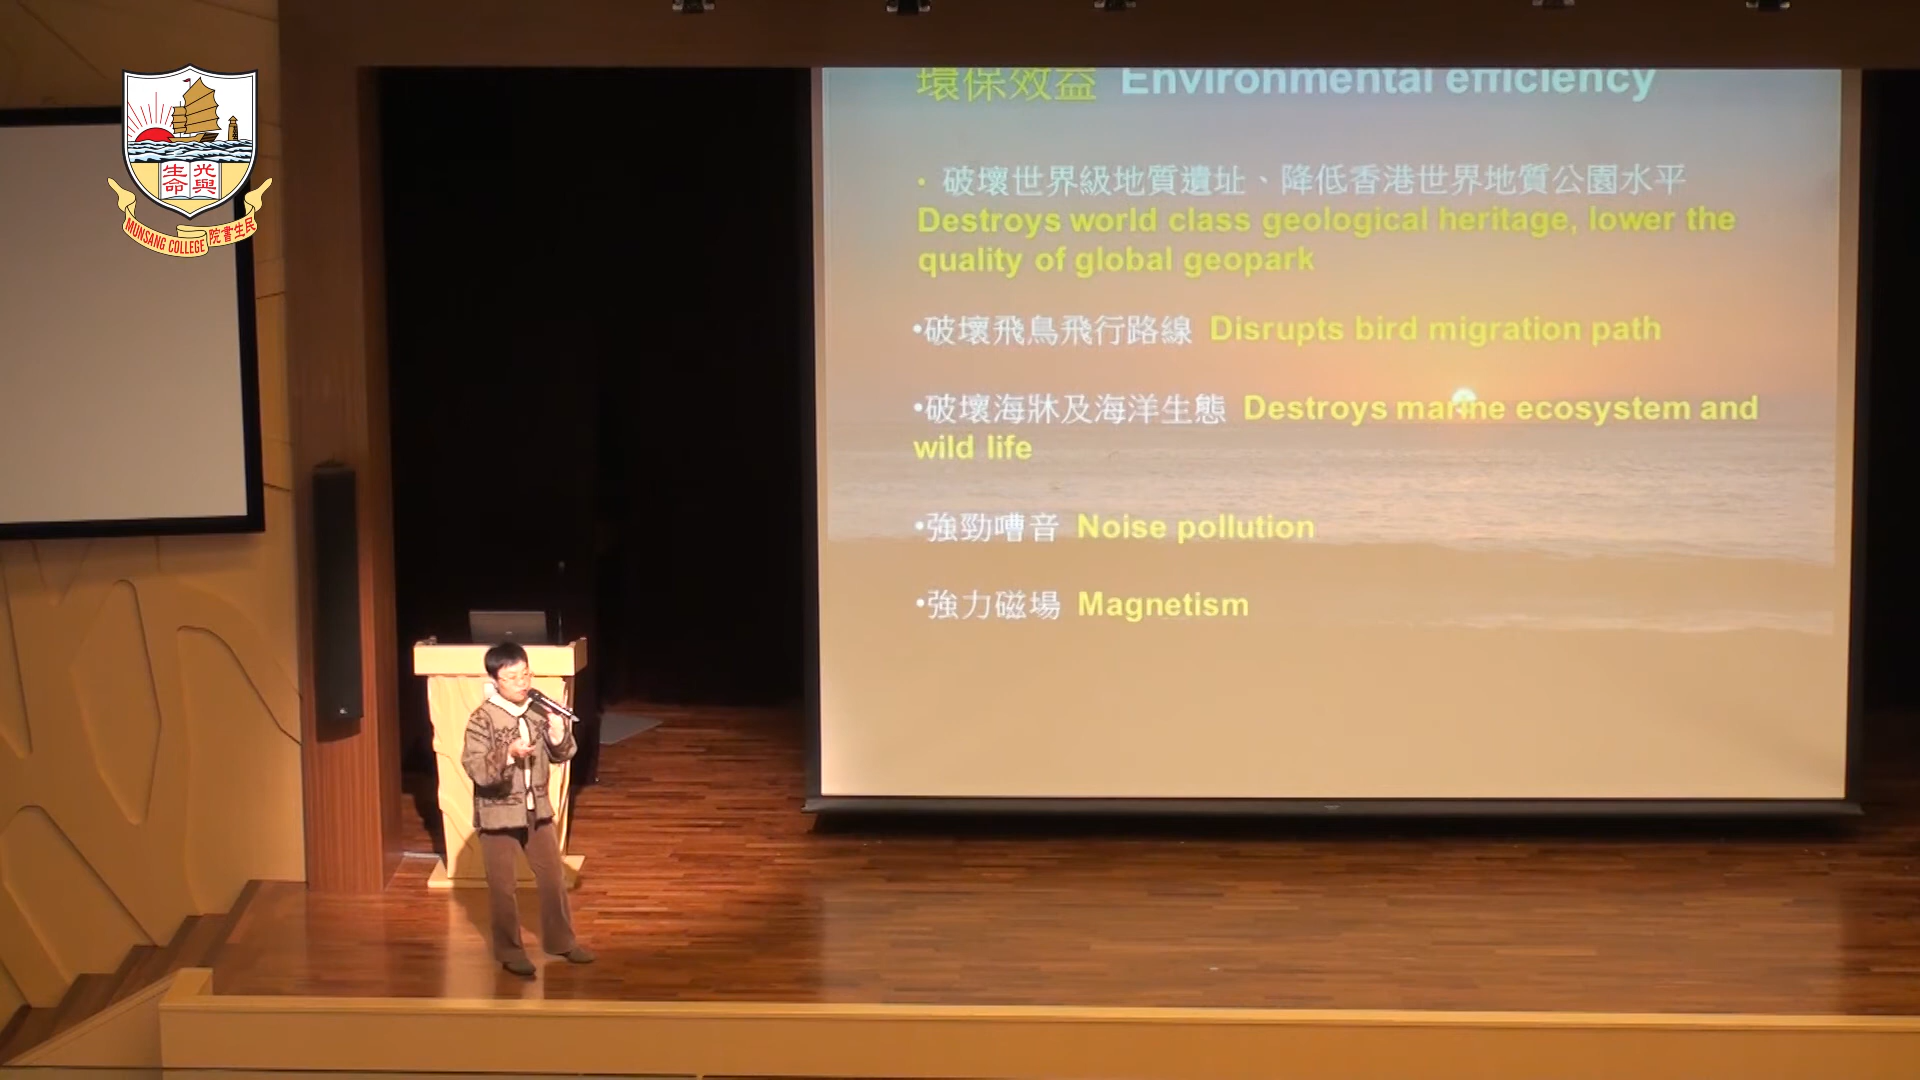 生命
光與
MUNSANG COLLEGE 院書生民
環保效益 Environmental efficiency
• 破壞世界級地質遺址、降低香港世界地質公園水平
Destroys world class geological heritage, lower the
quality of global geopark
•破壞飛鳥飛行路線 Disrupts bird migration path
•破壞海牀及海洋生態 Destroys marine ecosystem and
wild life
•強勁嘈音 Noise pollution
•強力磁場 Magnetism